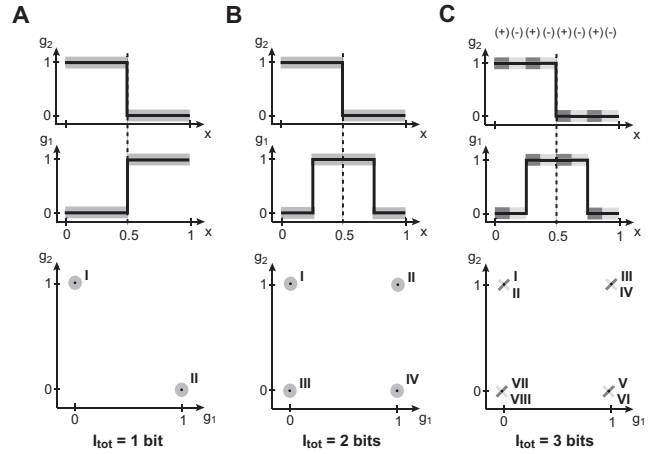 A
B
C
(+)(-)(+)(-)(+)(-)(+)(-)
g2
1
0
x
g2
1
0
x
g2
1
0
x
g1
1
0
0
0.5
1
x
g1
1
0
0
0.5
1
x
g1
1
0
0
0.5
1
x
g2
1
I
0
II
0
1
g1
g2
1
I
II
0
III
IV
0
1
g1
g2
1
I
II
III
IV
0
VII
VIII
V
VI
0
1
g1
Itot = 1 bit
Itot = 2 bits
Itot = 3 bits